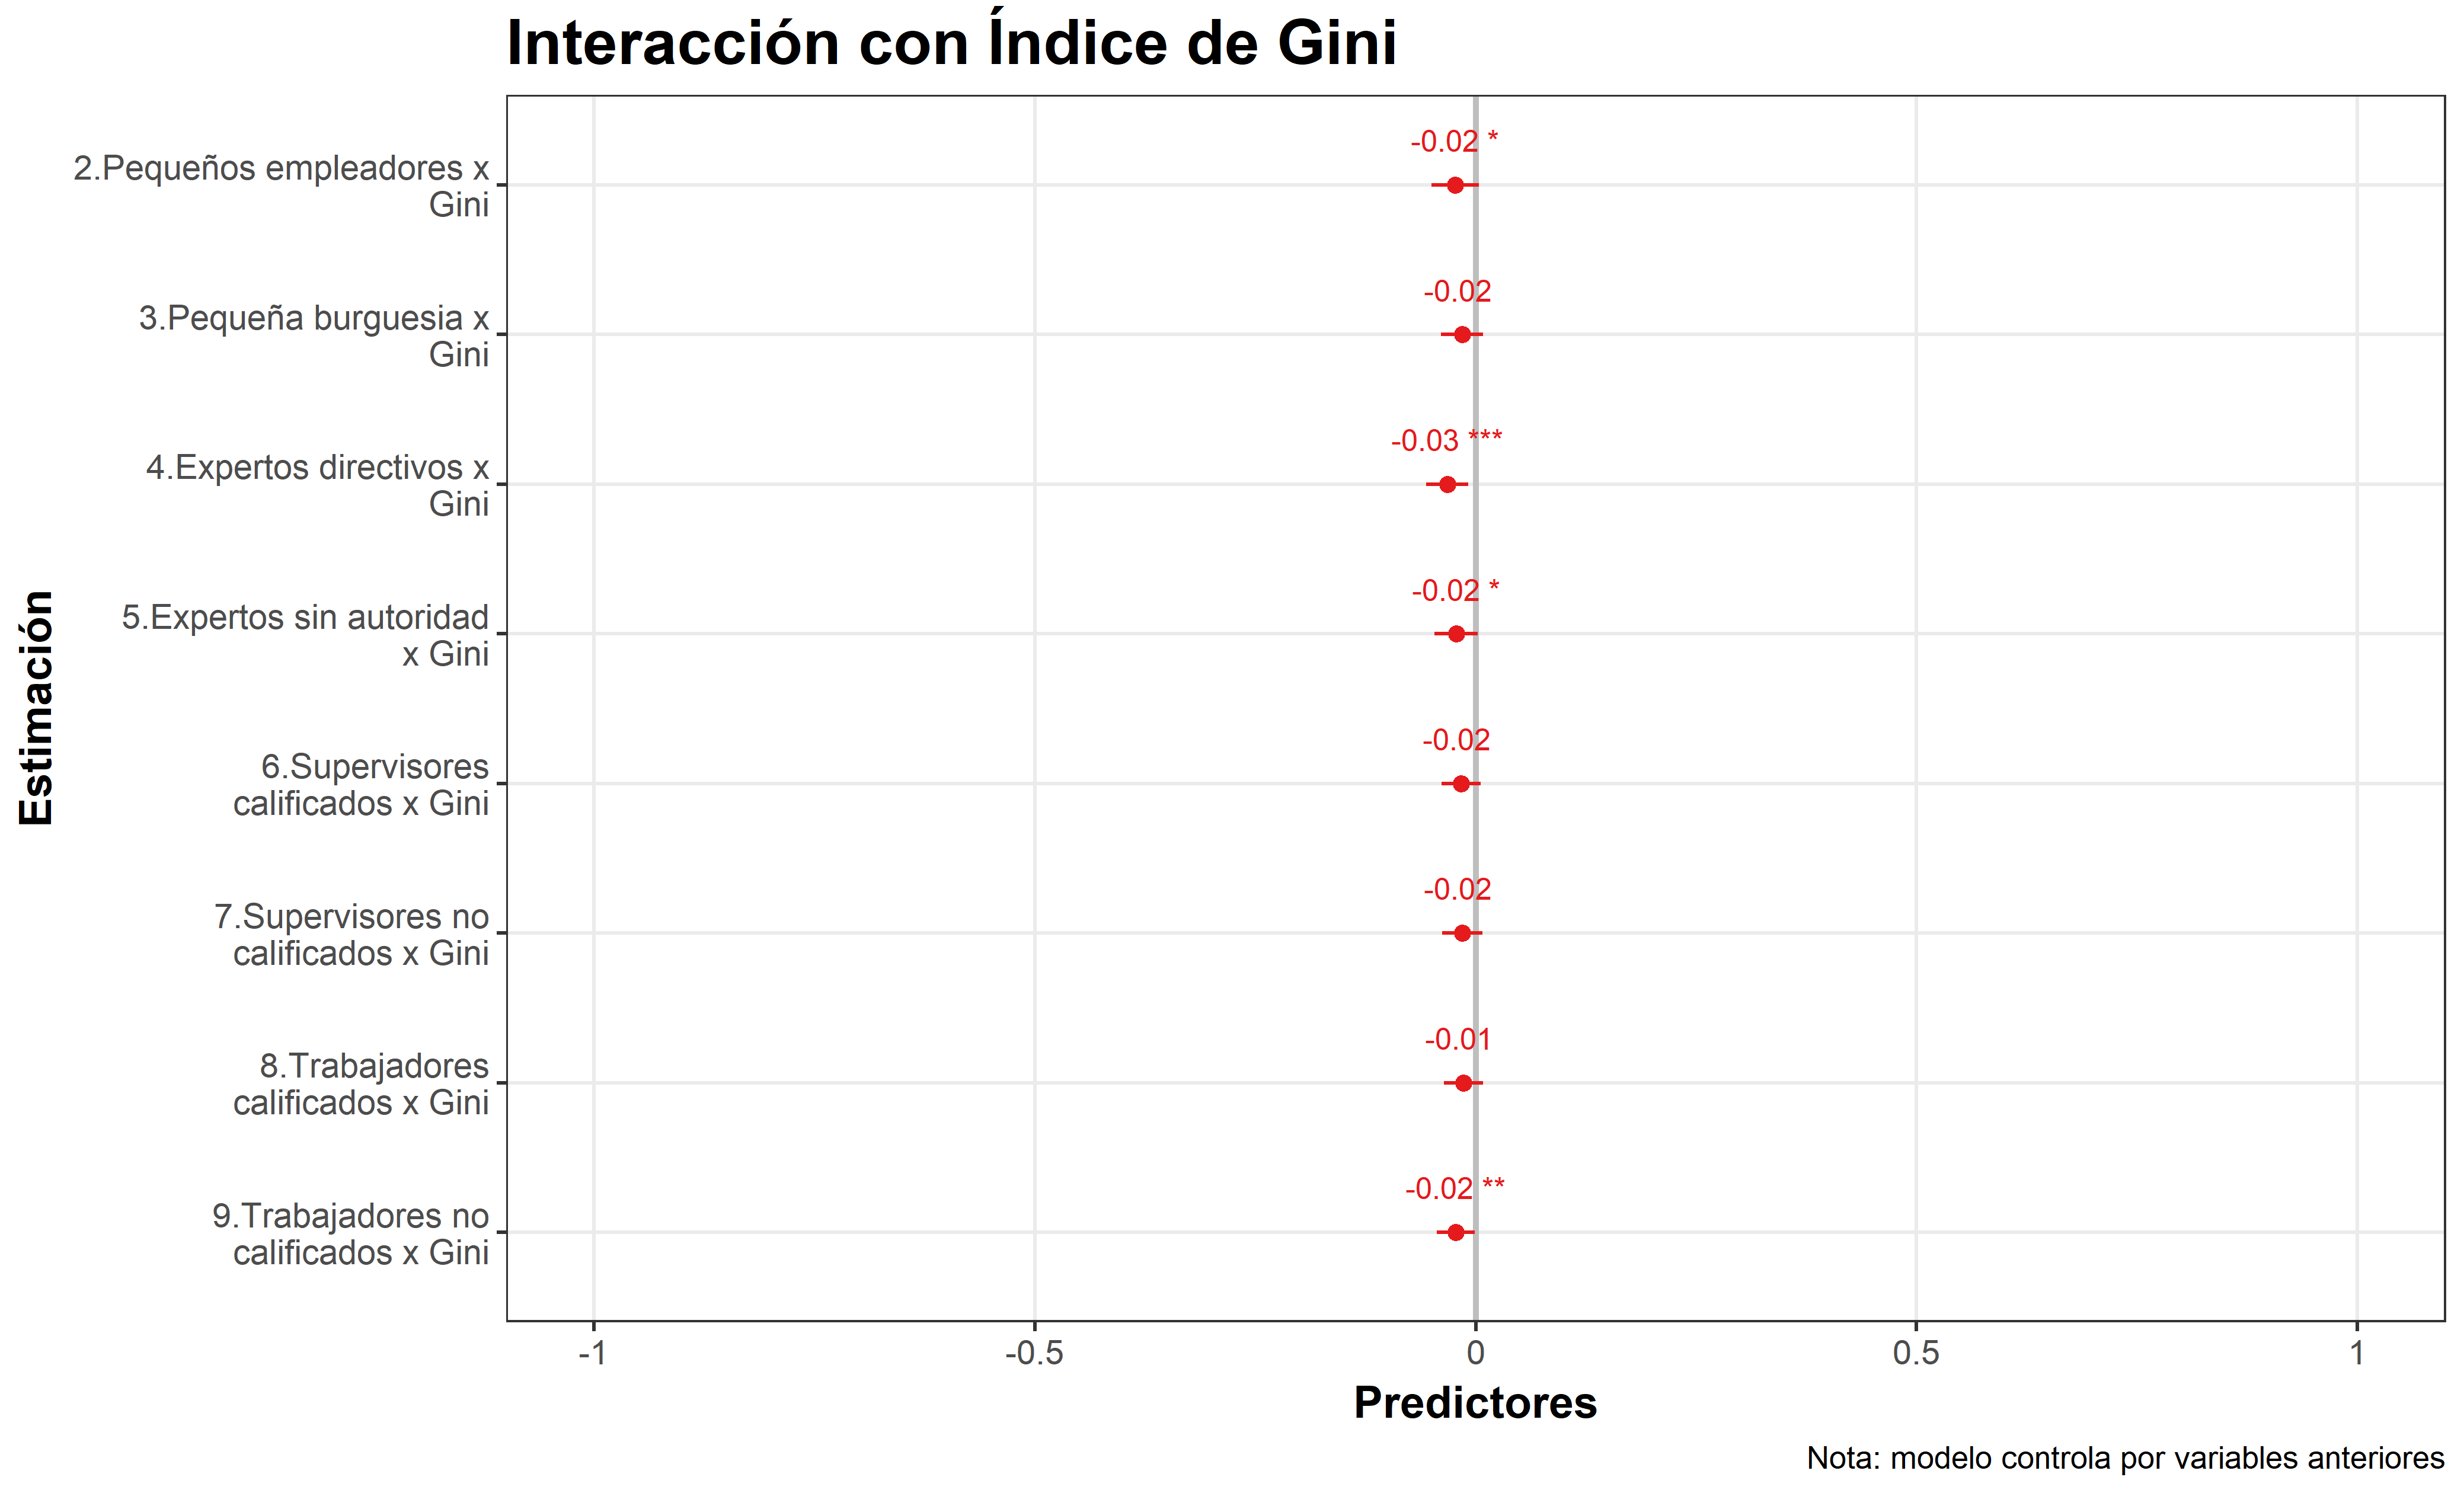 Interacción con Índice de Gini
Estimación
2.Pequeños empleadores x
Gini
-0.02 *
3.Pequeña burguesia x
Gini
-0.02
4.Expertos directivos x
Gini
-0.03 ***
5.Expertos sin autoridad
x Gini
-0.02 *
6.Supervisores
calificados x Gini
-0.02
7.Supervisores no
calificados x Gini
-0.02
8.Trabajadores
calificados x Gini
-0.01
9.Trabajadores no
calificados x Gini
-0.02 **
-1
-0.5
0
0.5
1
Predictores
Nota: modelo controla por variables anteriores